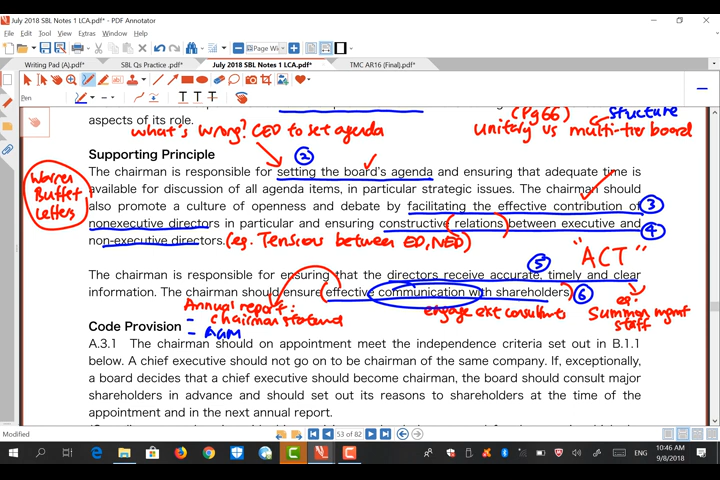 July 2018 SBL Notes 1 LCA.pdf* - PDF Annotator
File Edit Tool View Extras Window Help
Page Wi
Writing Pad (A).pdf*
SBL Qs Practice .pdf*
July 2018 SBL Notes 1 LCA.pdf*
TMC AR16 (Final).pdf*
Pen
T T T
aspects of its role.
(Pg66)
structure
what's wrong? CEO to set agenda
unitary vs multi-tier board
Supporting Principle
②
The chairman is responsible for setting the board's agenda and ensuring that adequate time is
available for discussion of all agenda items, in particular strategic issues. The chairman should
also promote a culture of openness and debate by facilitating the effective contribution of ③
nonexecutive directors in particular and ensuring constructive relations between executive and ④
non-executive directors. (eg. Tensions between ED, NED)
Warren
Buffet
Letters
"ACT"
⑤
The chairman is responsible for ensuring that the directors receive accurate, timely and clear
information. The chairman should ensure effective communication with shareholders. ⑥
Annual report:
- chairman statement
- AGM
engage ext consultant
eg:
Summon mgmt
staff
Code Provision
A.3.1 The chairman should on appointment meet the independence criteria set out in B.1.1
below. A chief executive should not go on to be chairman of the same company. If, exceptionally,
a board decides that a chief executive should become chairman, the board should consult major
shareholders in advance and should set out its reasons to shareholders at the time of the
appointment and in the next annual report.
Modified
53 of 82
10:46 AM
9/8/2018